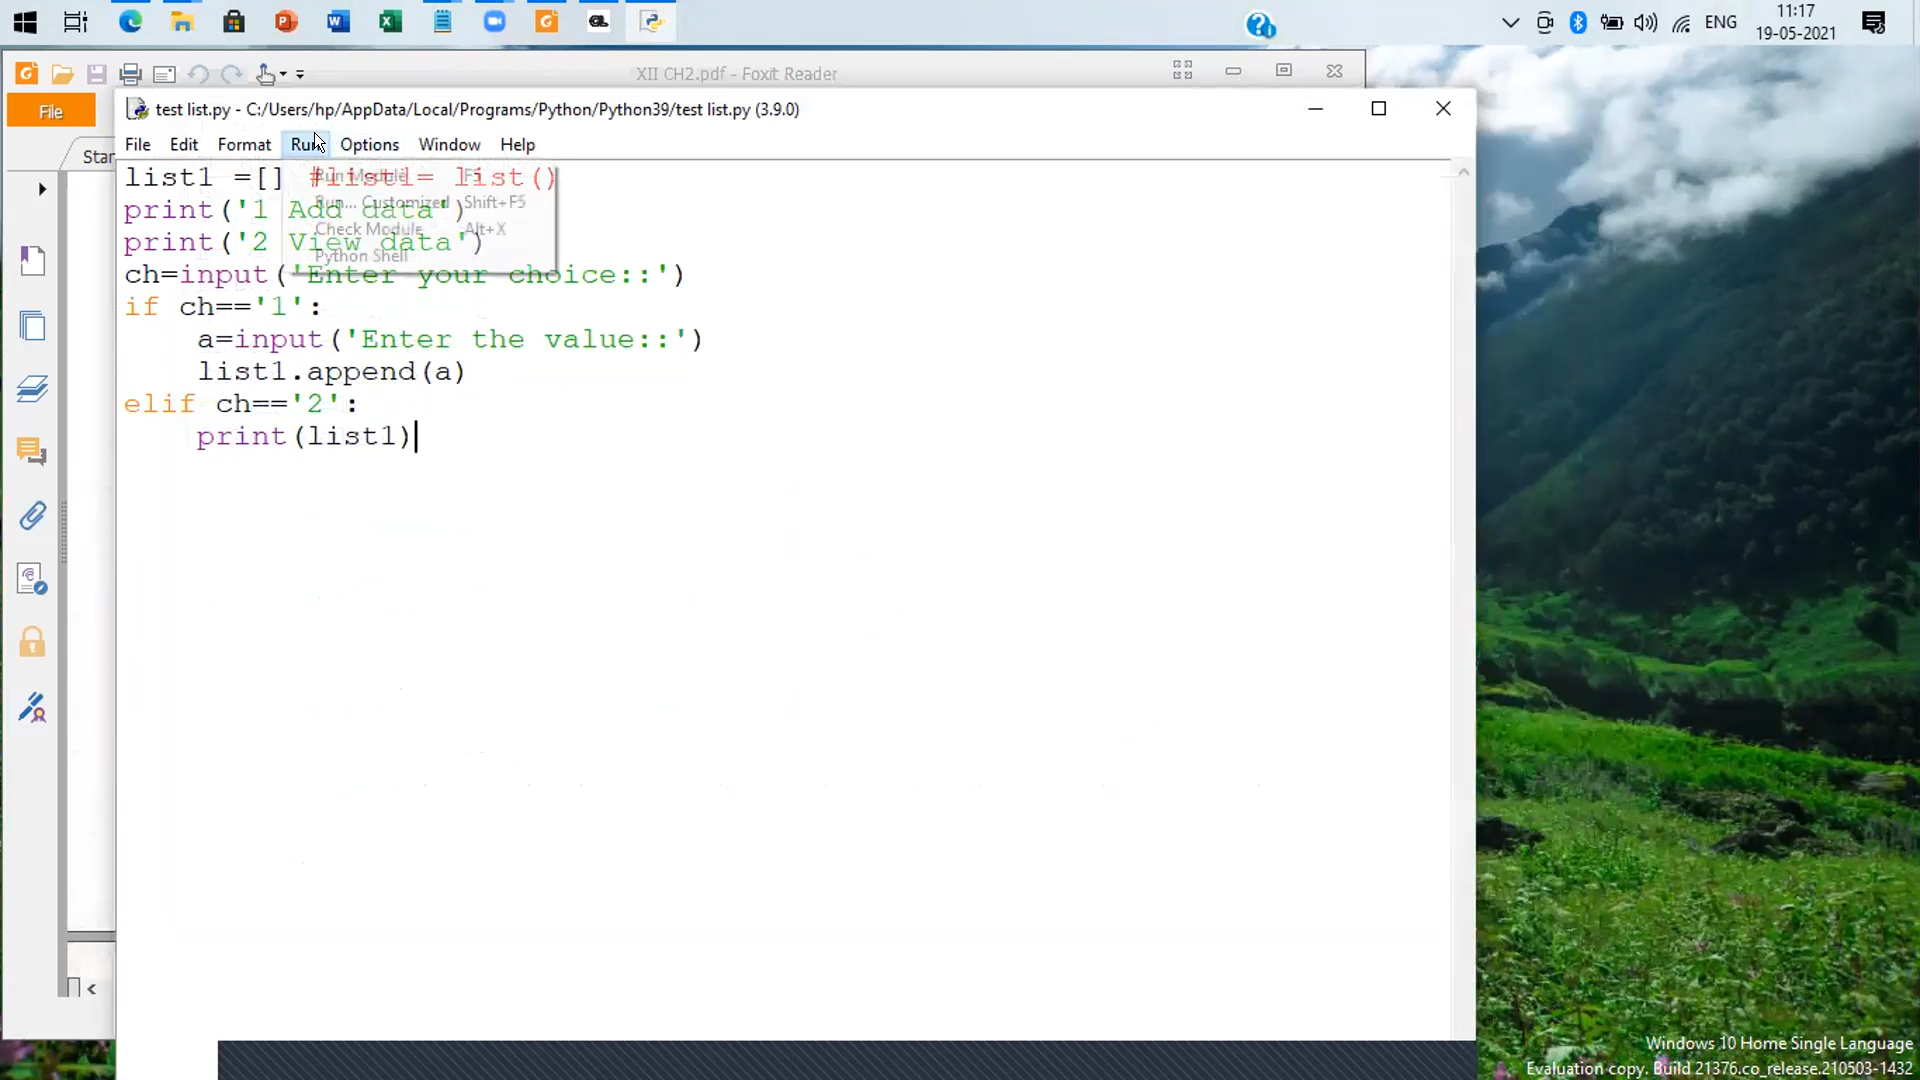 11:17
ENG
19-05-2021
XII CH2.pdf - Foxit Reader
File
test list.py - C:/Users/hp/AppData/Local/Programs/Python/Python39/test list.py (3.9.0)
Star
File Edit Format Run Options Window Help
list1 =[] #list1= list()
print('1 Add data')
print('2 View data')
ch=input('Enter your choice::')
if ch=='1':
a=input('Enter the value::')
list1.append(a)
elif ch=='2':
print(list1)
Run Module F5
Run... Customized Shift+F5
Check Module Alt+X
Python Shell
Windows 10 Home Single Language
Evaluation copy. Build 21376.co_release.210503-1432